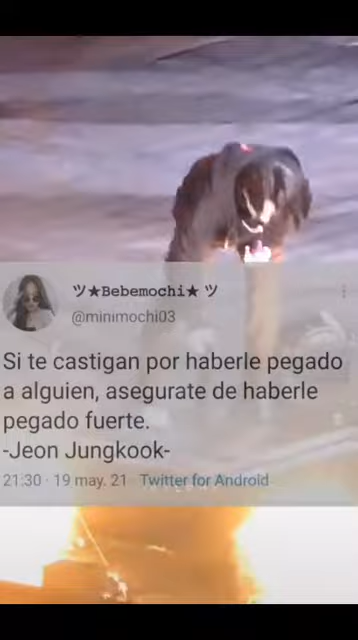 ツ★Bebemochi★ ツ
@minimochi03
Si te castigan por haberle pegado
a alguien, asegurate de haberle
pegado fuerte.
-Jeon Jungkook-
21:30 · 19 may. 21 · Twitter for Android